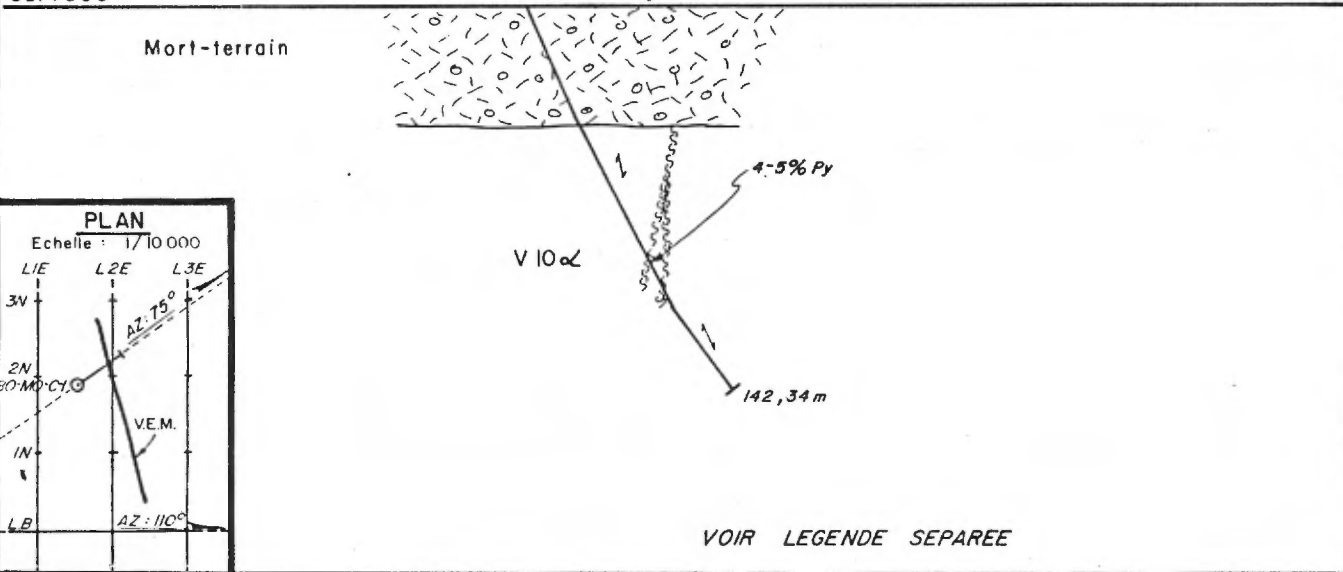 Mort-terrain
4-5% Py
V 10 α
142,34 m
VOIR LEGENDE SEPAREE
PLAN
Echelle : 1/10 000
L1E L2E L3E
3N
AZ: 75°
2N
V.E.M.
1N
L.B
AZ: 110°